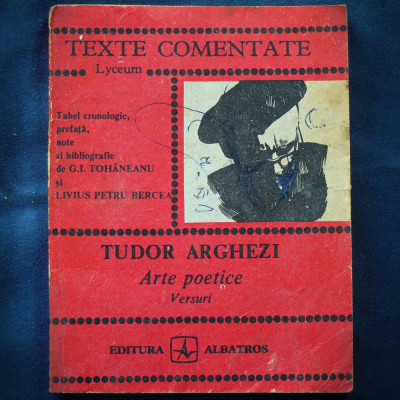 TEXTE COMENTATE
Lyceum
Tabel cronologic,
prefață,
note
si bibliografie
de G.I. TOHĂNEANU
și
LIVIUS PETRU BERCEA
TUDOR ARGHEZI
Arte poetice
Versuri
EDITURA ALBATROS